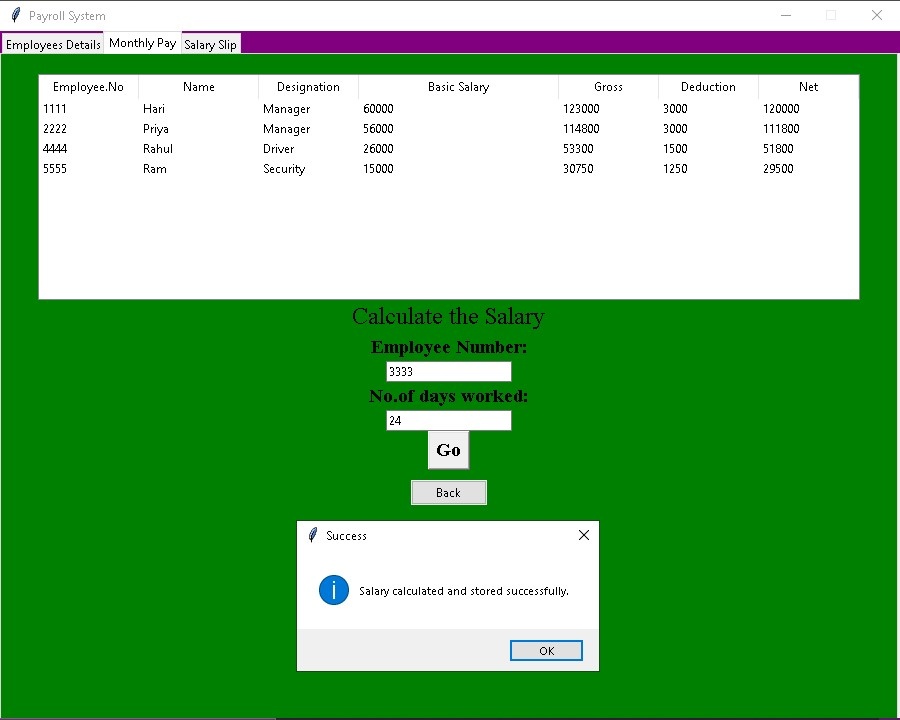 Payroll System
Employees Details Monthly Pay Salary Slip
Employee.No Name Designation Basic Salary Gross Deduction Net
1111 Hari Manager 60000 123000 3000 120000
2222 Priya Manager 56000 114800 3000 111800
4444 Rahul Driver 26000 53300 1500 51800
5555 Ram Security 15000 30750 1250 29500
Calculate the Salary
Employee Number:
3333
No.of days worked:
24
Go
Back
Success
Salary calculated and stored successfully.
OK